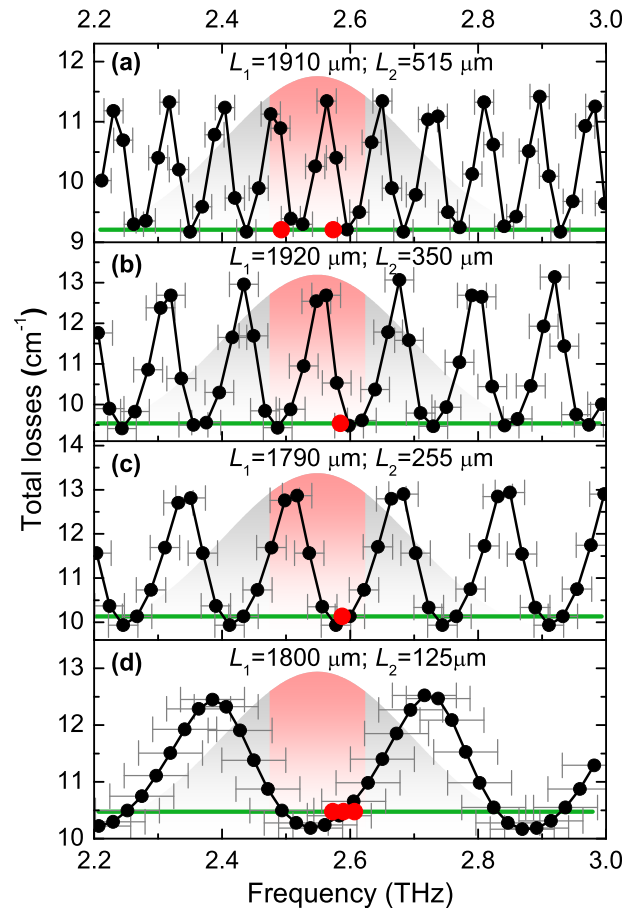 2.2 2.4 2.6 2.8 3.0
(a) L1=1910 μm; L2=515 μm
12
11
10
9
(b) L1=1920 μm; L2=350 μm
13
12
11
10
(c) L1=1790 μm; L2=255 μm
14
13
12
11
10
(d) L1=1800 μm; L2=125μm
13
12
11
10
2.2 2.4 2.6 2.8 3.0
Total losses (cm-1)
Frequency (THz)